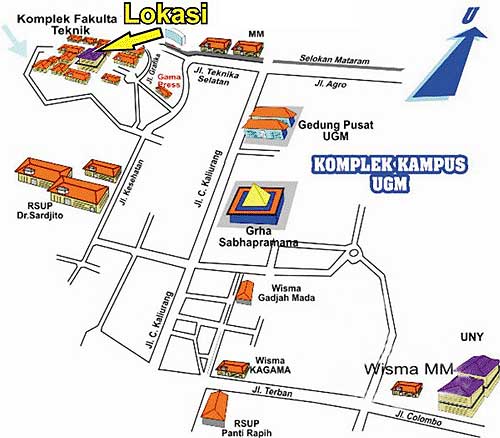 Lokasi
Komplek Fakulta
Teknik
U
MM
Selokan Mataram
Jl. Grafika
Jl. Teknika
Selatan
Gama
Press
Jl. Agro
Gedung Pusat
UGM
KOMPLEK KAMPUS
UGM
Jl. Kesehatan
Jl. C. Kaliurang
RSUP
Dr.Sardjito
Grha
Sabhapramana
Wisma
Gadjah Mada
Jl. C. Kaliurang
UNY
Wisma
KAGAMA
Wisma MM
Jl. Terban
Jl. Colombo
RSUP
Panti Rapih